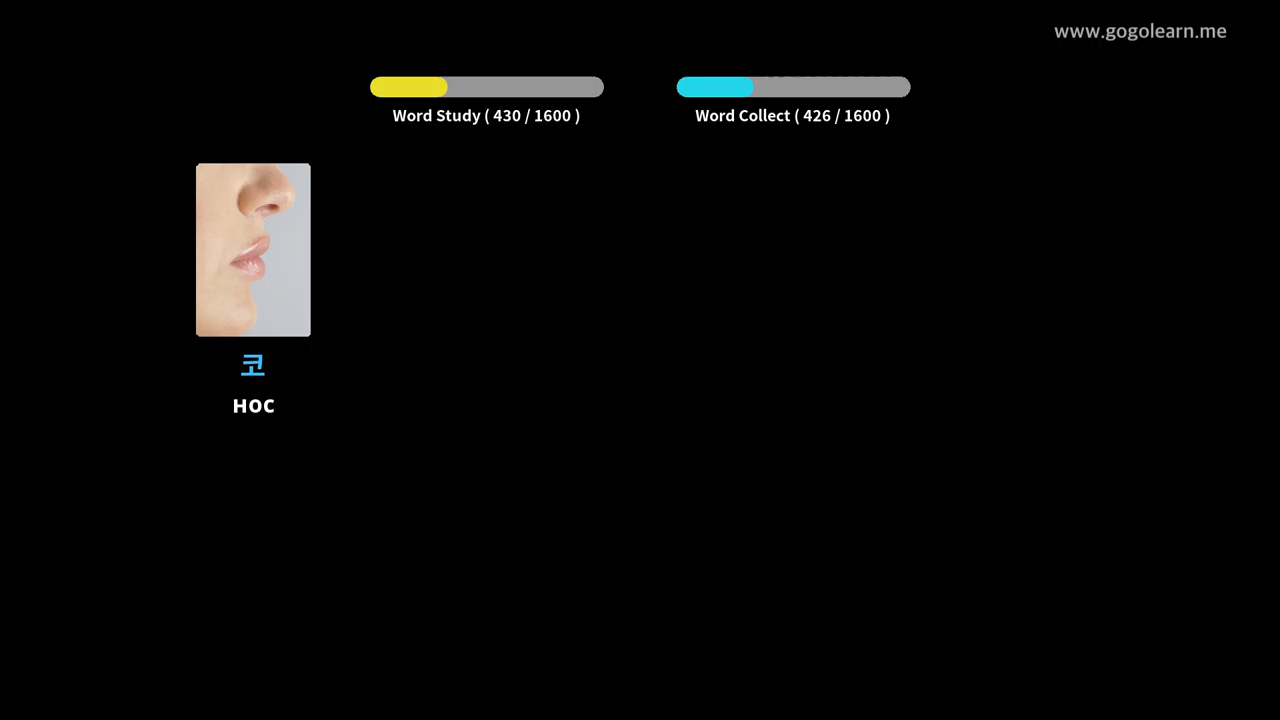 www.gogolearn.me
Word Study ( 430 / 1600 )
Word Collect ( 426 / 1600 )
코
нос